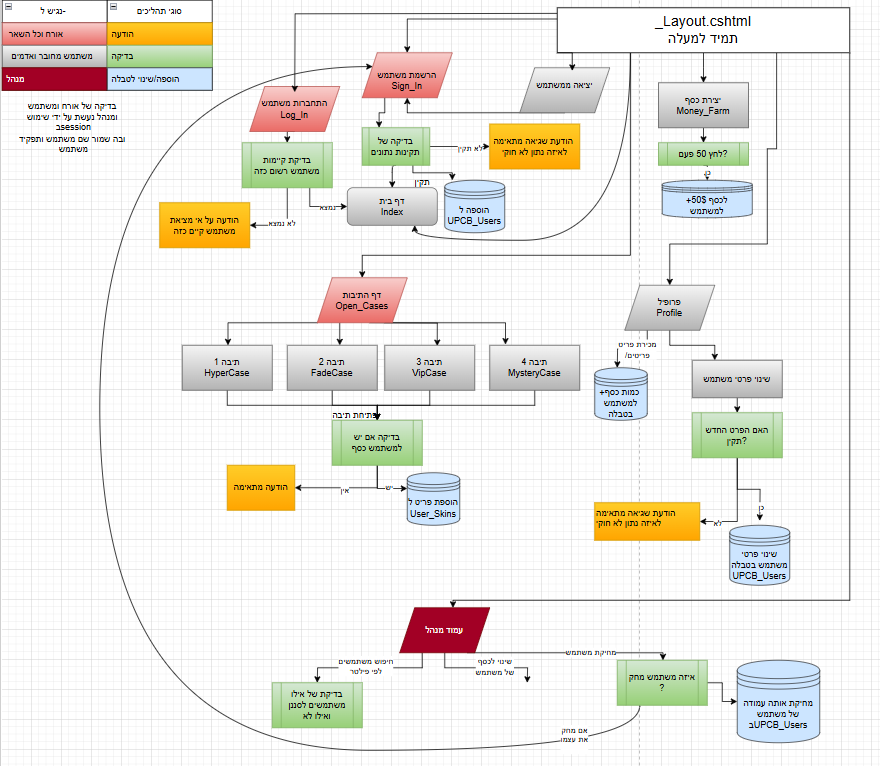 נגיש ל-
סוגי תהליכים
אורח וכל השאר
הודעה
משתמש מחובר ואדמים
בדיקה
מנהל
הוספה/שינוי לטבלה
בדיקה של אורח ומשתמש
ומנהל נעשת על ידי שימוש
בsession
ובה שמור שם משתמש ותפקיד
משתמש
_Layout.cshtml
תמיד למעלה
הרשמת משתמש
Sign_In
יציאה ממשתמש
התחברות משתמש
Log_In
יצירת כסף
Money_Farm
בדיקה של
תקינות נתונים
לא תקין
הודעת שגיאה מתאימה
לאיזה נתון לא חוקי
לחץ 50 פעם?
כן
+50$ לכסף
למשתמש
בדיקת קיימות
משתמש רשום כזה
תקין
נמצא
דף בית
Index
הוספה ל
UPCB_Users
לא נמצא
הודעה על אי מציאת
משתמש קיים כזה
דף התיבות
Open_Cases
פרופיל
Profile
תיבה 1
HyperCase
תיבה 2
FadeCase
תיבה 3
VipCase
תיבה 4
MysteryCase
מכירת פריט
/פריטים
שינוי פרטי משתמש
+כמות כסף
למשתמש
בטבלה
פתיחת תיבה
בדיקה אם יש
למשתמש כסף
האם הפרט החדש
תקין?
הודעה מתאימה
אין
יש
הוספת פריט ל
User_Skins
כן
לא
הודעת שגיאה מתאימה
לאיזה נתון לא חוקי
שינוי פרטי
משתמש בטבלה
UPCB_Users
עמוד מנהל
מחיקת משתמש
חיפוש משתמשים
לפי פילטר
שינוי לכסף
של משתמש
בדיקת של אילו
משתמשים לסנן
ואילו לא
איזה משתמש מחק
?
מחיקת אותה עמודה
של משתמש
בUPCB_Users
אם מחק
את עצמו